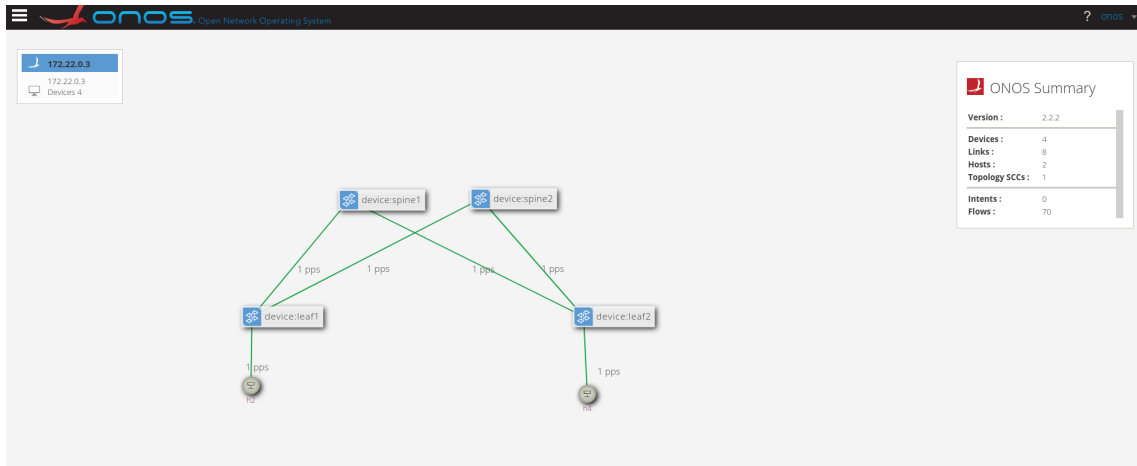 onos Open Network Operating System
? onos
172.22.0.3
172.22.0.3
Devices 4
ONOS Summary
Version : 2.2.2
Devices : 4
Links : 8
Hosts : 2
Topology SCCs : 1
Intents : 0
Flows : 70
device:spine1
device:spine2
1 pps
1 pps
1 pps
1 pps
device:leaf1
device:leaf2
1 pps
1 pps
h2
h4